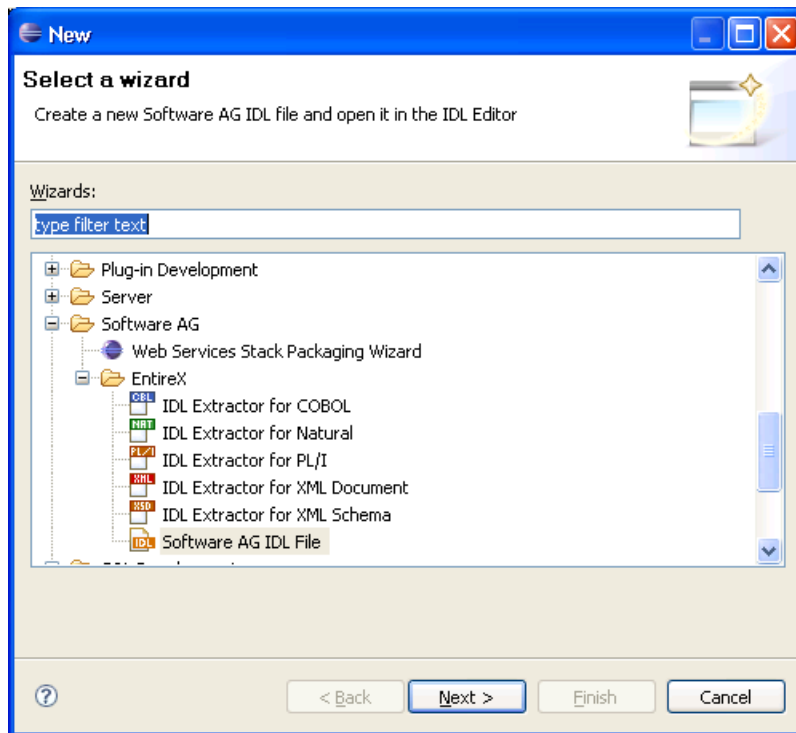 New
Select a wizard
Create a new Software AG IDL file and open it in the IDL Editor
Wizards:
type filter text
Plug-in Development
Server
Software AG
Web Services Stack Packaging Wizard
EntireX
CBL IDL Extractor for COBOL
NAT IDL Extractor for Natural
PL/I IDL Extractor for PL/I
XML IDL Extractor for XML Document
XSD IDL Extractor for XML Schema
IDL Software AG IDL File
? < Back Next > Finish Cancel